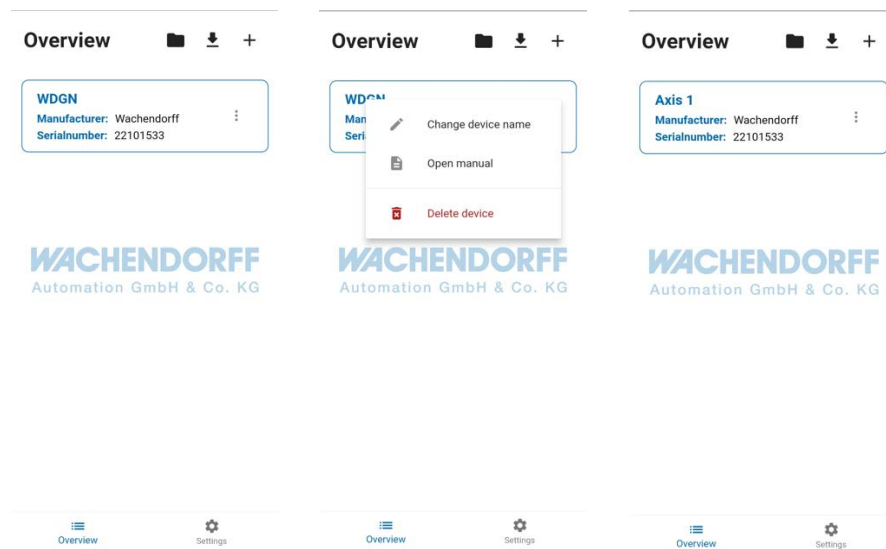 Overview
WDGN
Manufacturer: Wachendorff
Serialnumber: 22101533
WACHENDORFF
Automation GmbH & Co. KG
Overview
Settings
Overview
WDGN
Change device name
Open manual
Delete device
WACHENDORFF
Automation GmbH & Co. KG
Overview
Settings
Overview
Axis 1
Manufacturer: Wachendorff
Serialnumber: 22101533
WACHENDORFF
Automation GmbH & Co. KG
Overview
Settings